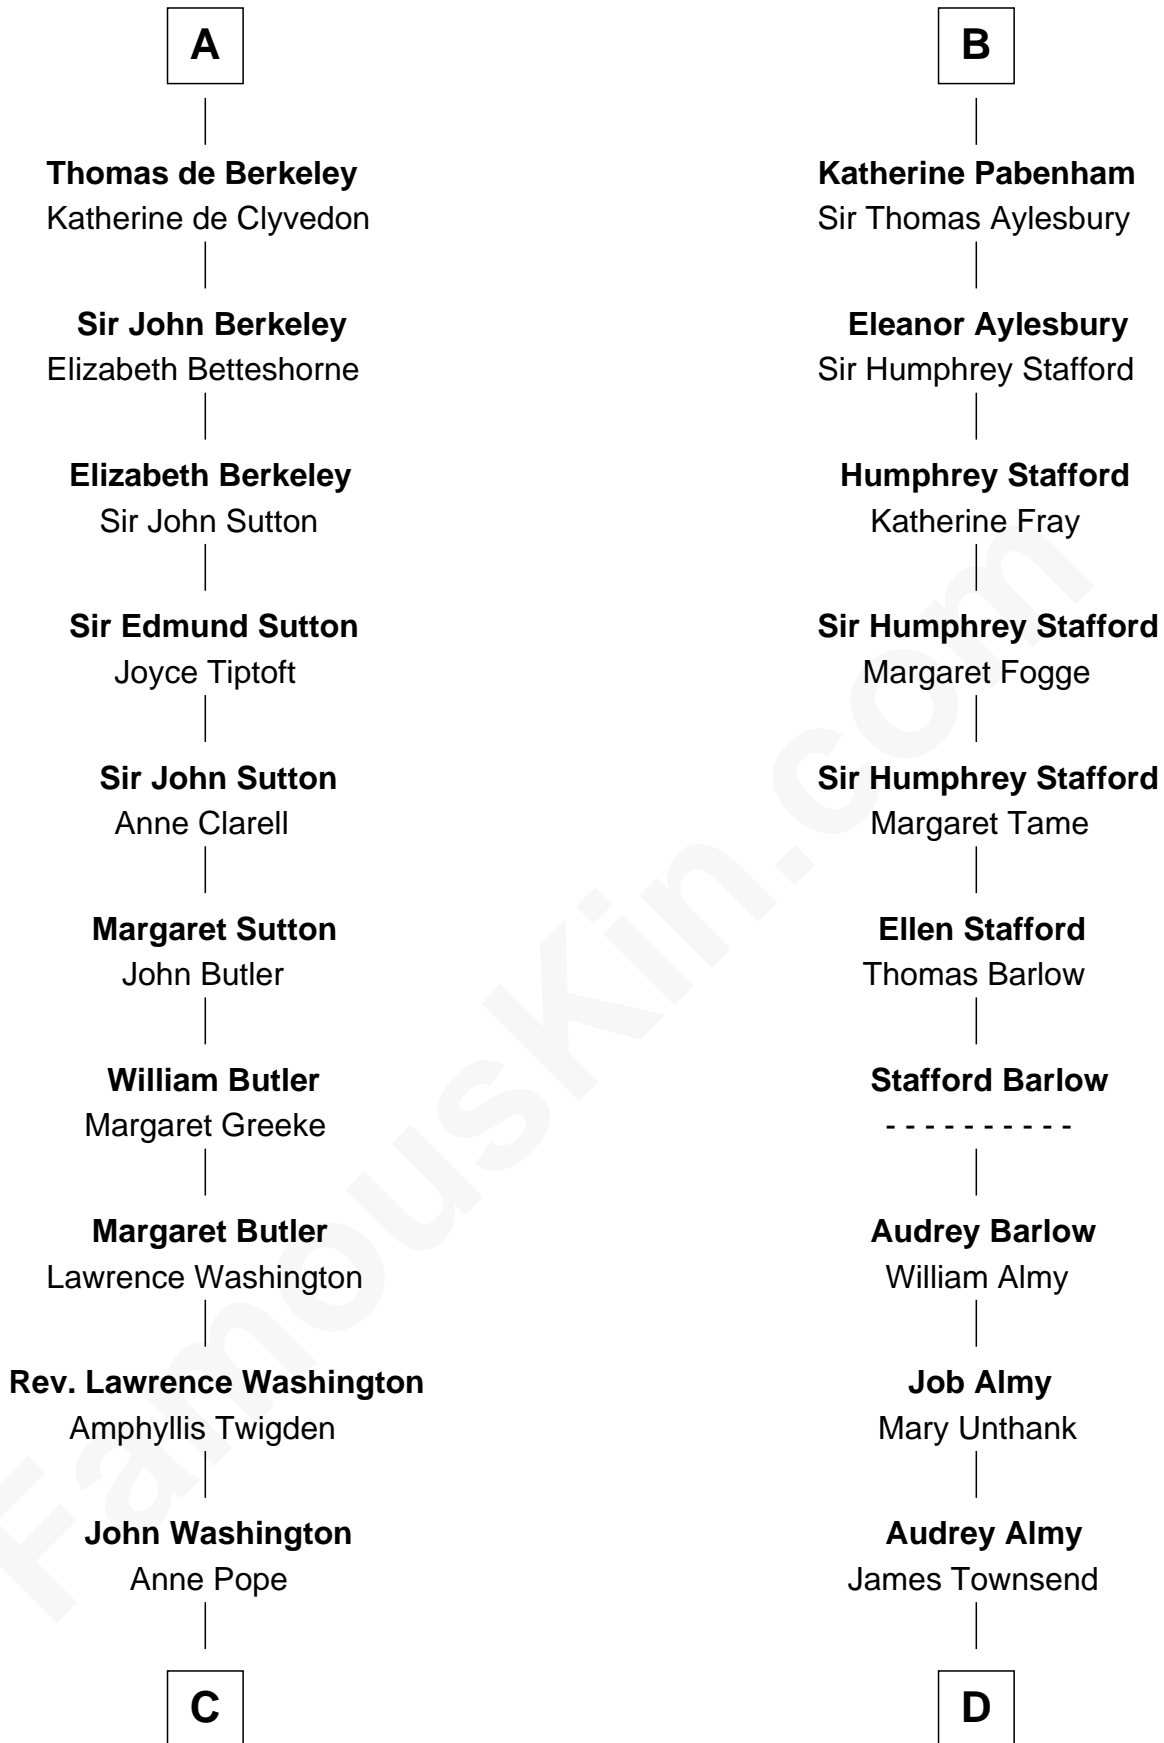 A
Thomas de Berkeley
Katherine de Clyvedon
Sir John Berkeley
Elizabeth Betteshorne
Elizabeth Berkeley
Sir John Sutton
Sir Edmund Sutton
Joyce Tiptoft
Sir John Sutton
Anne Clarell
Margaret Sutton
John Butler
William Butler
Margaret Greeke
Margaret Butler
Lawrence Washington
Rev. Lawrence Washington
Amphyllis Twigden
John Washington
Anne Pope
C
B
Katherine Pabenham
Sir Thomas Aylesbury
Eleanor Aylesbury
Sir Humphrey Stafford
Humphrey Stafford
Katherine Fray
Sir Humphrey Stafford
Margaret Fogge
Sir Humphrey Stafford
Margaret Tame
Ellen Stafford
Thomas Barlow
Stafford Barlow
- - - - - - - - - -
Audrey Barlow
William Almy
Job Almy
Mary Unthank
Audrey Almy
James Townsend
D
FamousKin.com